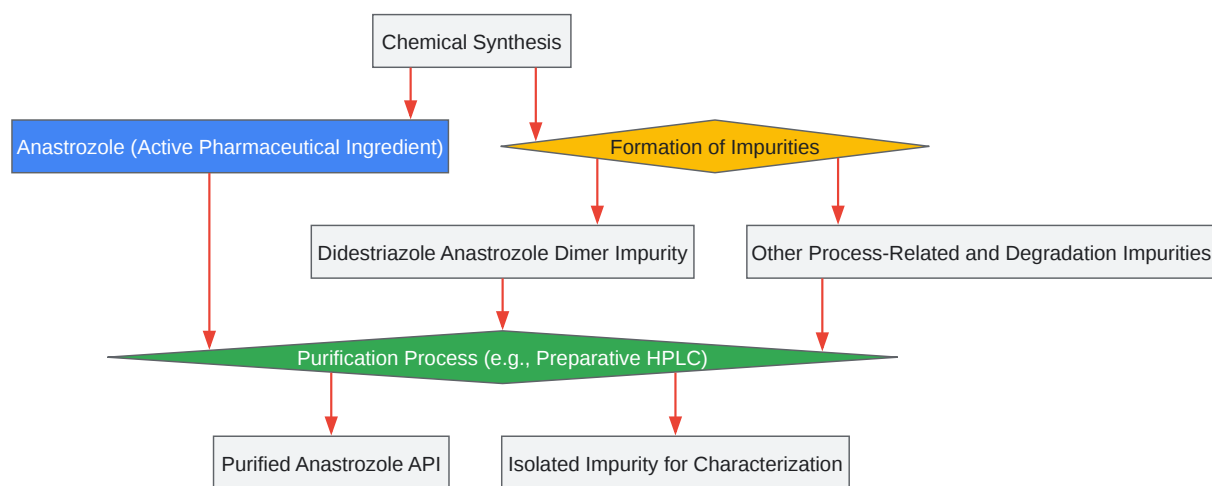 Chemical Synthesis
Anastrozole (Active Pharmaceutical Ingredient)
Formation of Impurities
Didestriazole Anastrozole Dimer Impurity
Other Process-Related and Degradation Impurities
Purification Process (e.g., Preparative HPLC)
Purified Anastrozole API
Isolated Impurity for Characterization